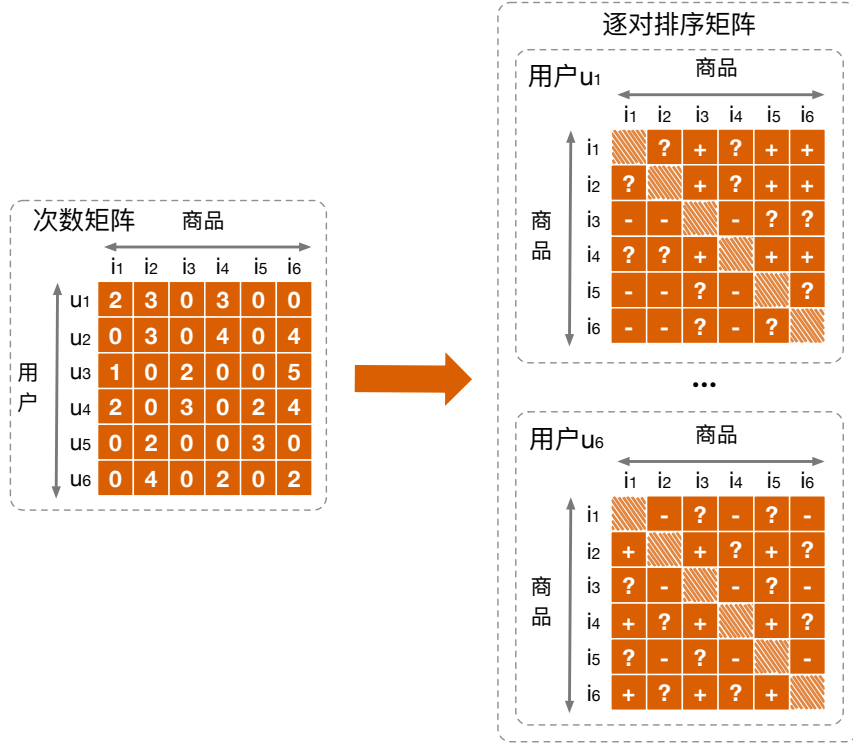 次数矩阵
商品
i1 i2 i3 i4 i5 i6
用户
u1 2 3 0 3 0 0
u2 0 3 0 4 0 4
u3 1 0 2 0 0 5
u4 2 0 3 0 2 4
u5 0 2 0 0 3 0
u6 0 4 0 2 0 2
逐对排序矩阵
用户u1
商品
i1 i2 i3 i4 i5 i6
商品
i1 ? + ? + +
i2 ? + ? + +
i3 - - - ? ?
i4 ? ? + + +
i5 - - ? - ?
i6 - - ? - ?
...
用户u6
商品
i1 i2 i3 i4 i5 i6
商品
i1 - ? - ? -
i2 + + ? + ?
i3 ? - - ? -
i4 + ? + + ?
i5 ? - ? - -
i6 + ? + ? +